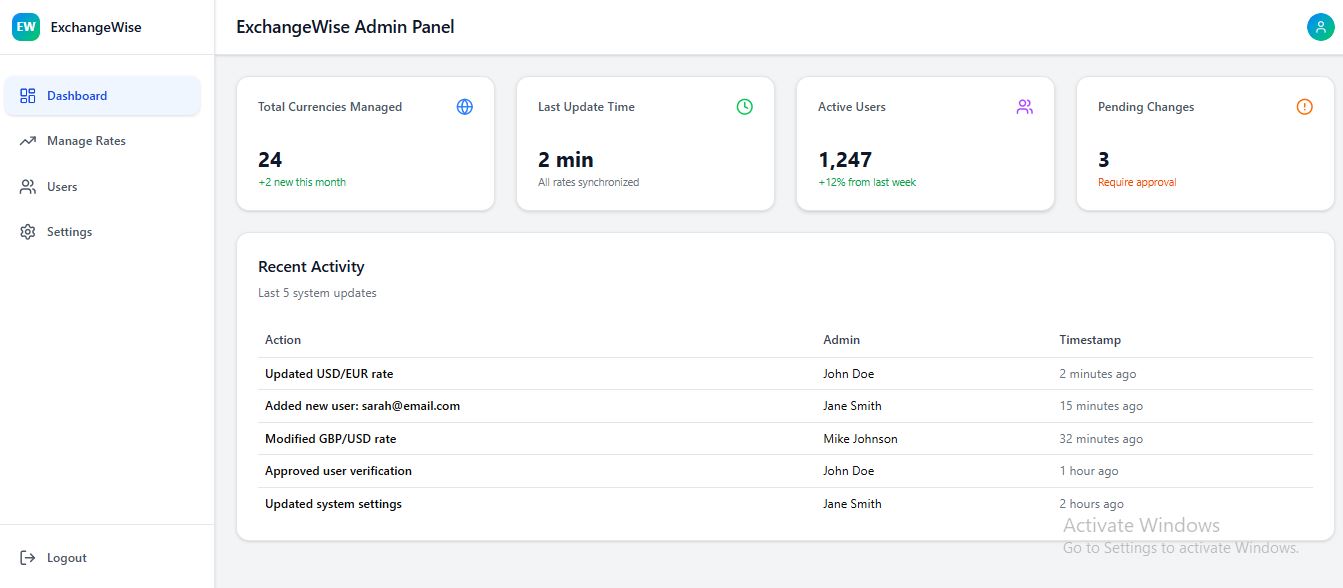 EW ExchangeWise
ExchangeWise Admin Panel
Dashboard
Manage Rates
Users
Settings
Logout
Total Currencies Managed
24
+2 new this month
Last Update Time
2 min
All rates synchronized
Active Users
1,247
+12% from last week
Pending Changes
3
Require approval
Recent Activity
Last 5 system updates
Action Admin Timestamp
Updated USD/EUR rate John Doe 2 minutes ago
Added new user: sarah@email.com Jane Smith 15 minutes ago
Modified GBP/USD rate Mike Johnson 32 minutes ago
Approved user verification John Doe 1 hour ago
Updated system settings Jane Smith 2 hours ago
Activate Windows
Go to Settings to activate Windows.